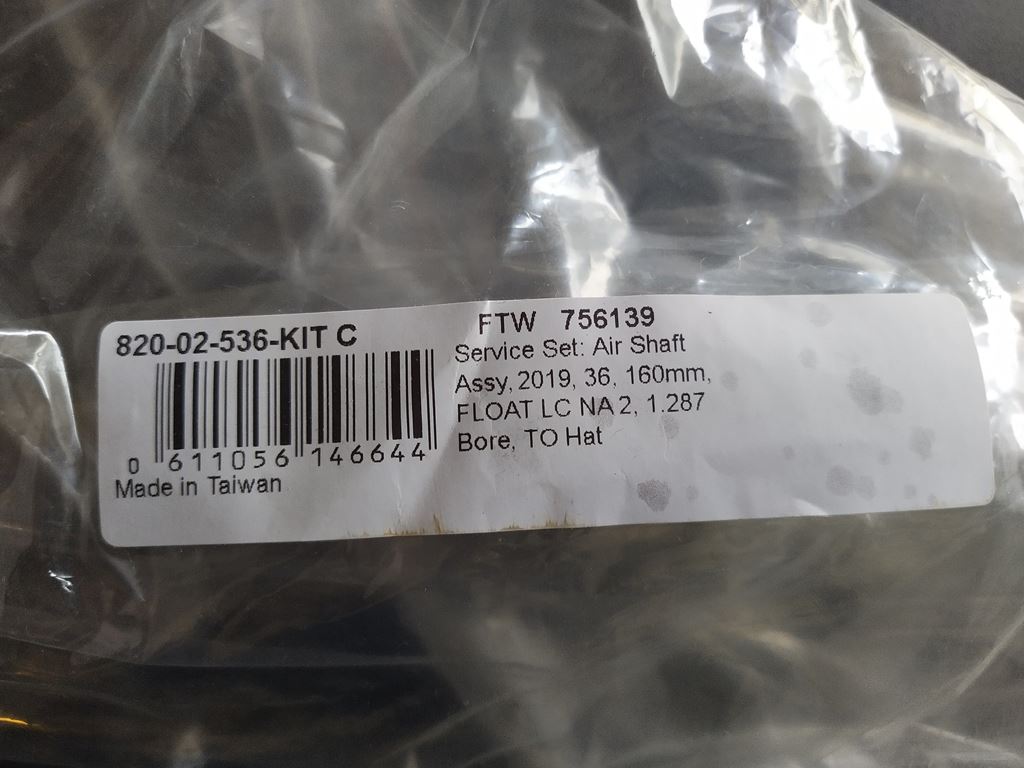 820-02-536-KIT C
0 611056 146644
Made in Taiwan
FTW 756139
Service Set: Air Shaft
Assy, 2019, 36, 160mm,
FLOAT LC NA 2, 1.287
Bore, TO Hat